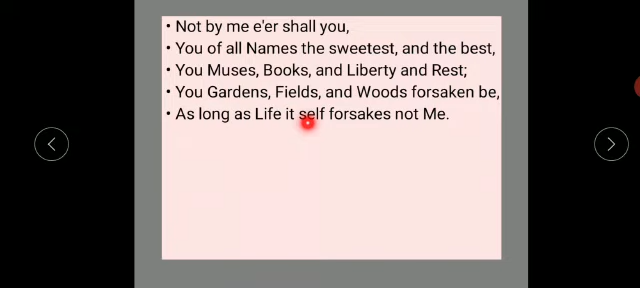 • Not by me e'er shall you,
• You of all Names the sweetest, and the best,
• You Muses, Books, and Liberty and Rest;
• You Gardens, Fields, and Woods forsaken be,
• As long as Life it self forsakes not Me.